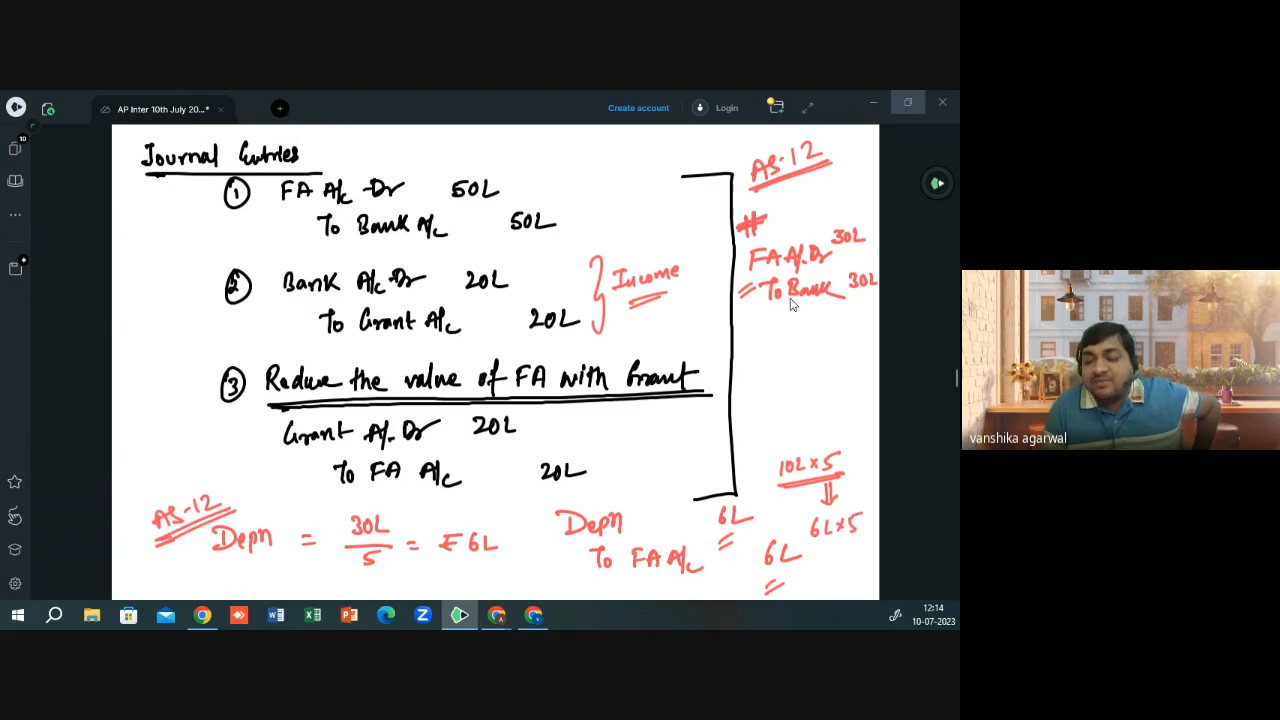 AP Inter 10th July 20...*
Create account
Login
10
Journal Entries
① FA A/c Dr 50L
To Bank A/c 50L
② Bank A/c Dr 20L
To Grant A/c 20L
Income
③ Reduce the value of FA with Grant
Grant A/c. Dr 20L
To FA A/c 20L
AS-12
#
FA A/c. Dr 30L
To Bank 30L
AS-12
Depn = 30L/5 = ₹6L
Depn 6L
To FA A/c 6L
10L×5
⇓
6L×5
vanshika agarwal
12:14
10-07-2023